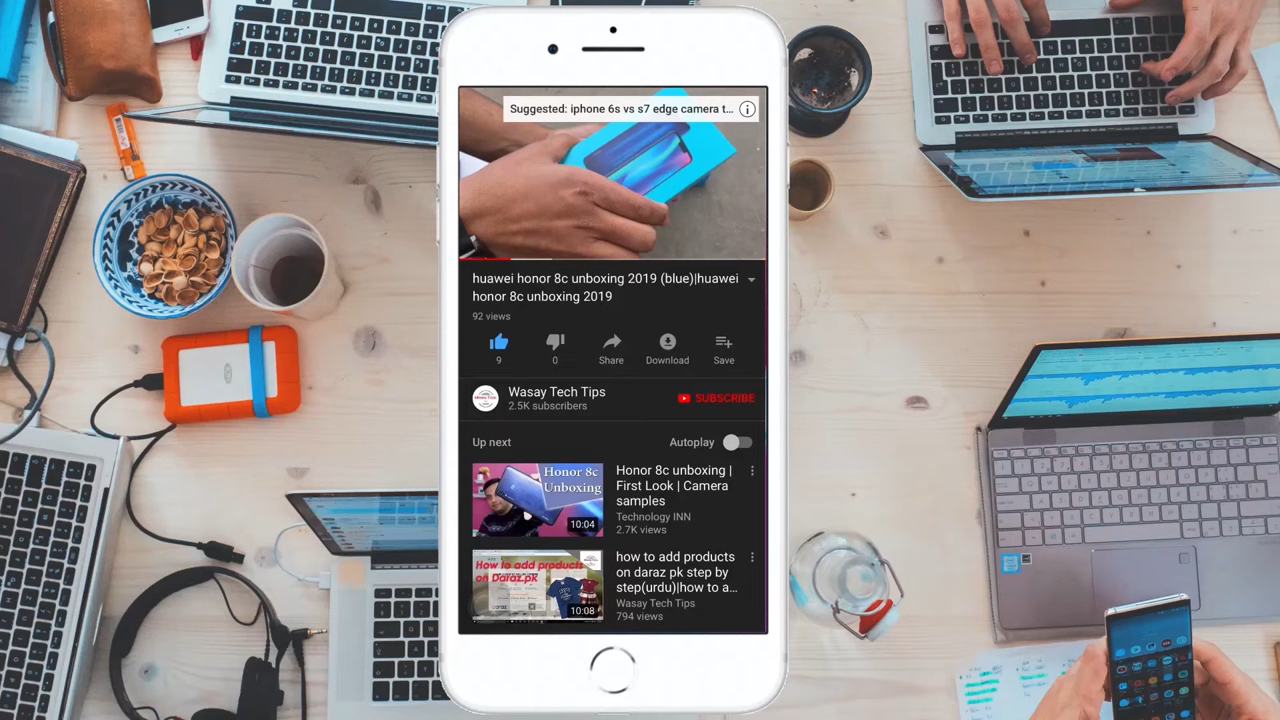 Suggested: iphone 6s vs s7 edge camera t...
huawei honor 8c unboxing 2019 (blue)|huawei
honor 8c unboxing 2019
92 views
9
0
Share
Download
Save
Wasay Tech Tips
2.5K subscribers
SUBSCRIBE
Up next
Autoplay
Honor 8c
Unboxing
10:04
Honor 8c unboxing |
First Look | Camera
samples
Technology INN
2.7K views
How to add products
on Daraz.pk
10:08
how to add products
on daraz pk step by
step(urdu)|how to a...
Wasay Tech Tips
794 views